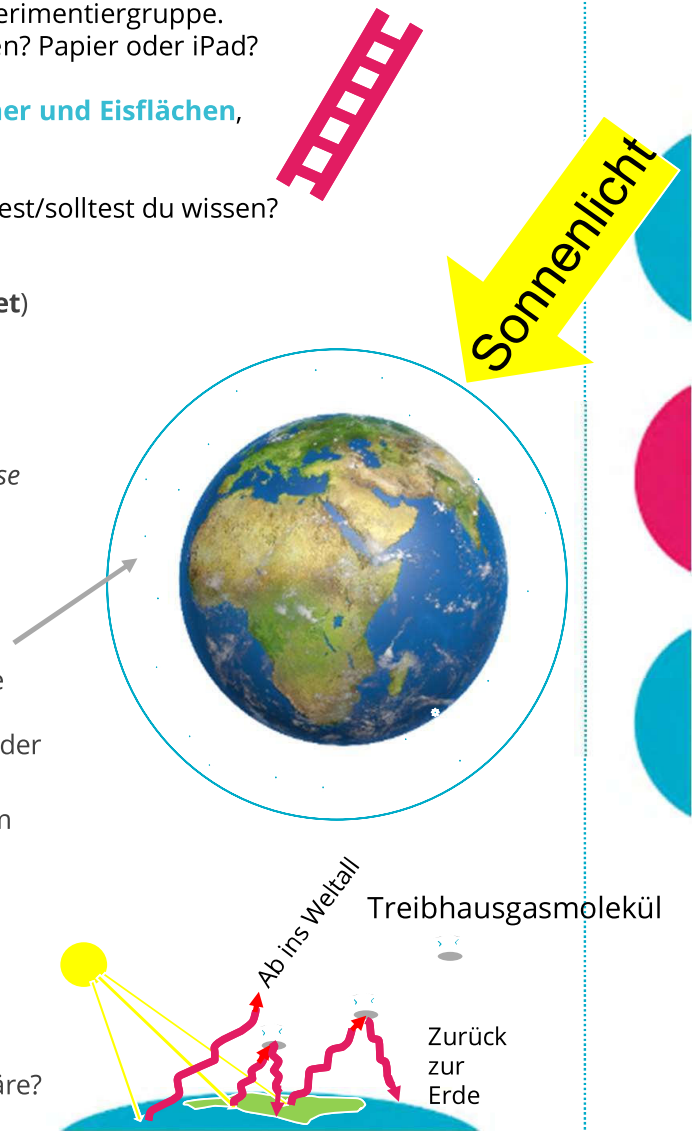 erimentiergruppe.
en? Papier oder iPad?
er und Eisflächen,
est/solltest du wissen?
Sonnenlicht
et)
se
e
der
n
Ab ins Weltall
Treibhausgasmolekül
Zurück
zur
Erde
äre?